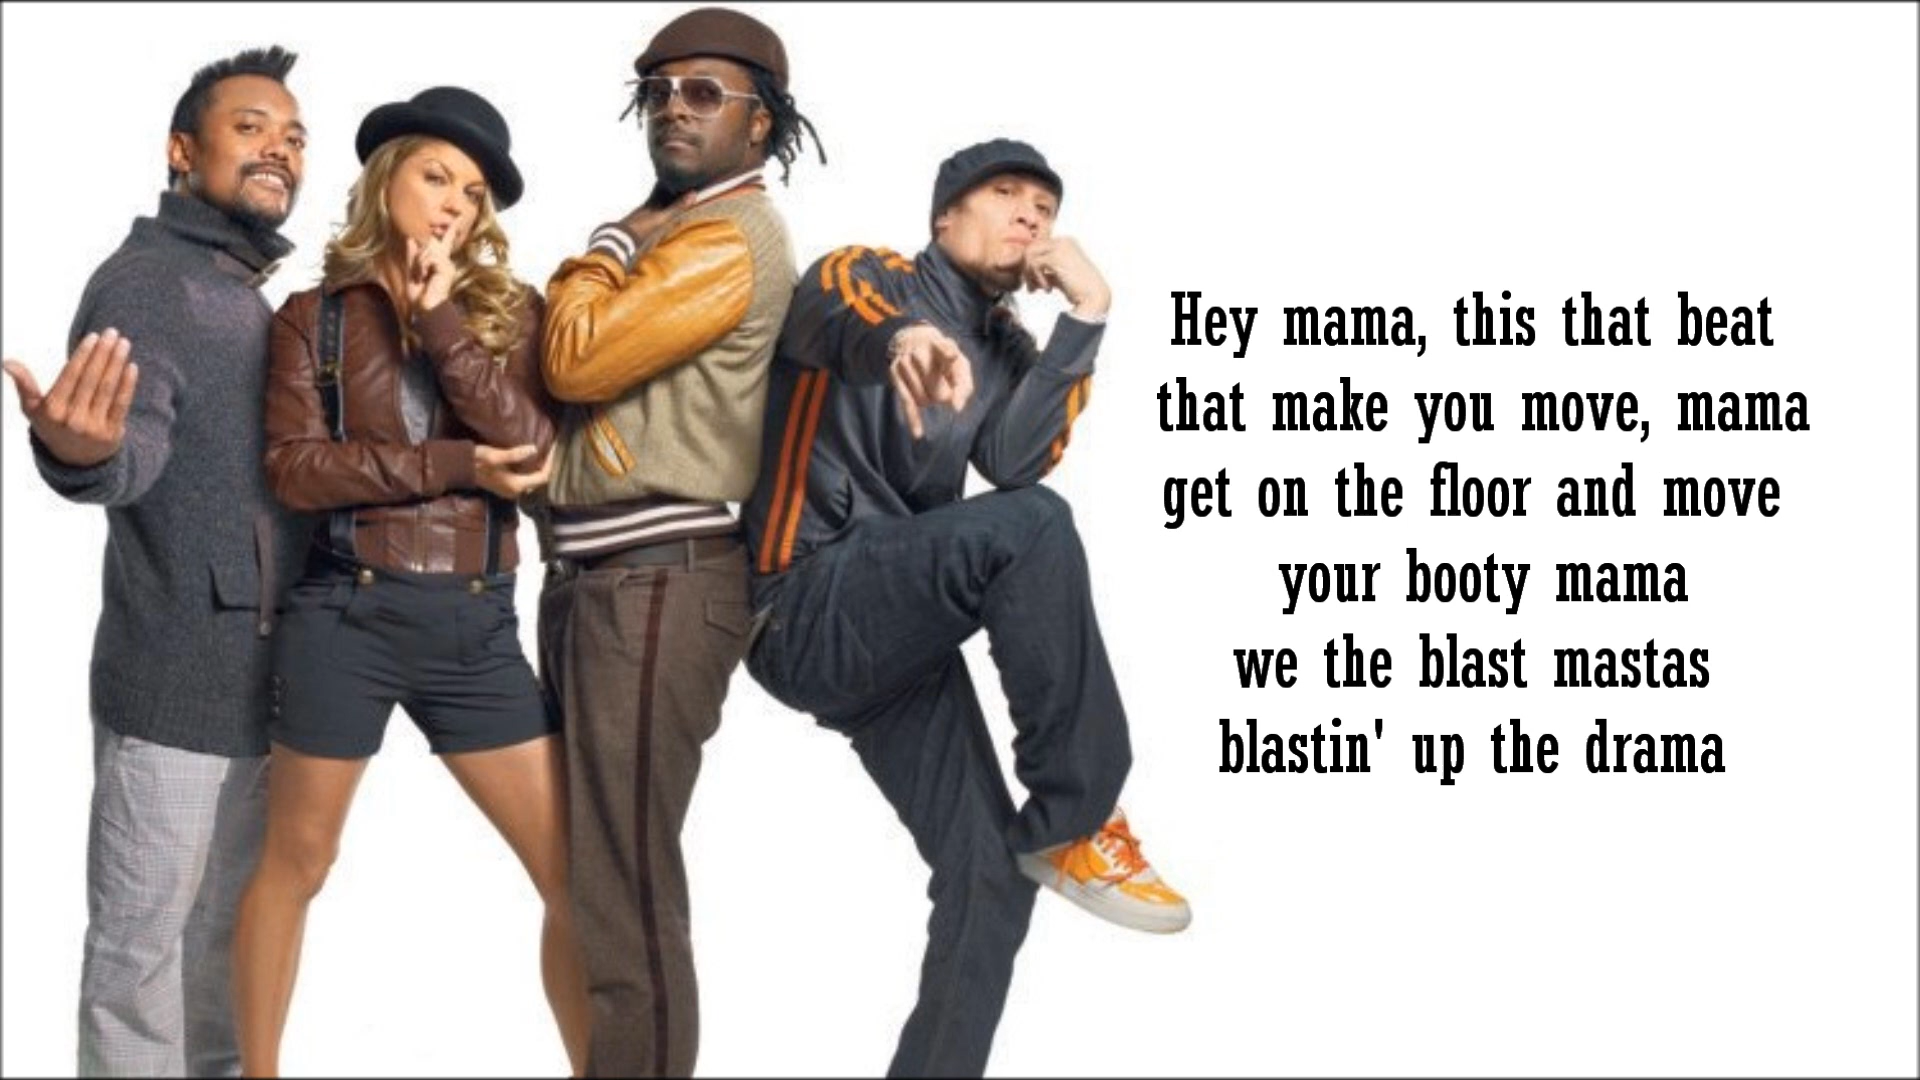 Hey mama, this that beat
that make you move, mama
get on the floor and move
your booty mama
we the blast mastas
blastin' up the drama